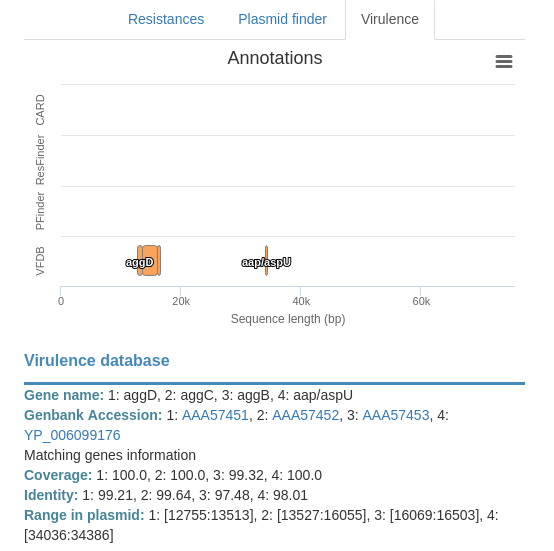 Resistances Plasmid finder Virulence
Annotations
CARD
ResFinder
PFinder
VFDB
aggD aap/aspU
0 20k 40k 60k
Sequence length (bp)
Virulence database
Gene name: 1: aggD, 2: aggC, 3: aggB, 4: aap/aspU
Genbank Accession: 1: AAA57451, 2: AAA57452, 3: AAA57453, 4:
YP_006099176
Matching genes information
Coverage: 1: 100.0, 2: 100.0, 3: 99.32, 4: 100.0
Identity: 1: 99.21, 2: 99.64, 3: 97.48, 4: 98.01
Range in plasmid: 1: [12755:13513], 2: [13527:16055], 3: [16069:16503], 4:
[34036:34386]